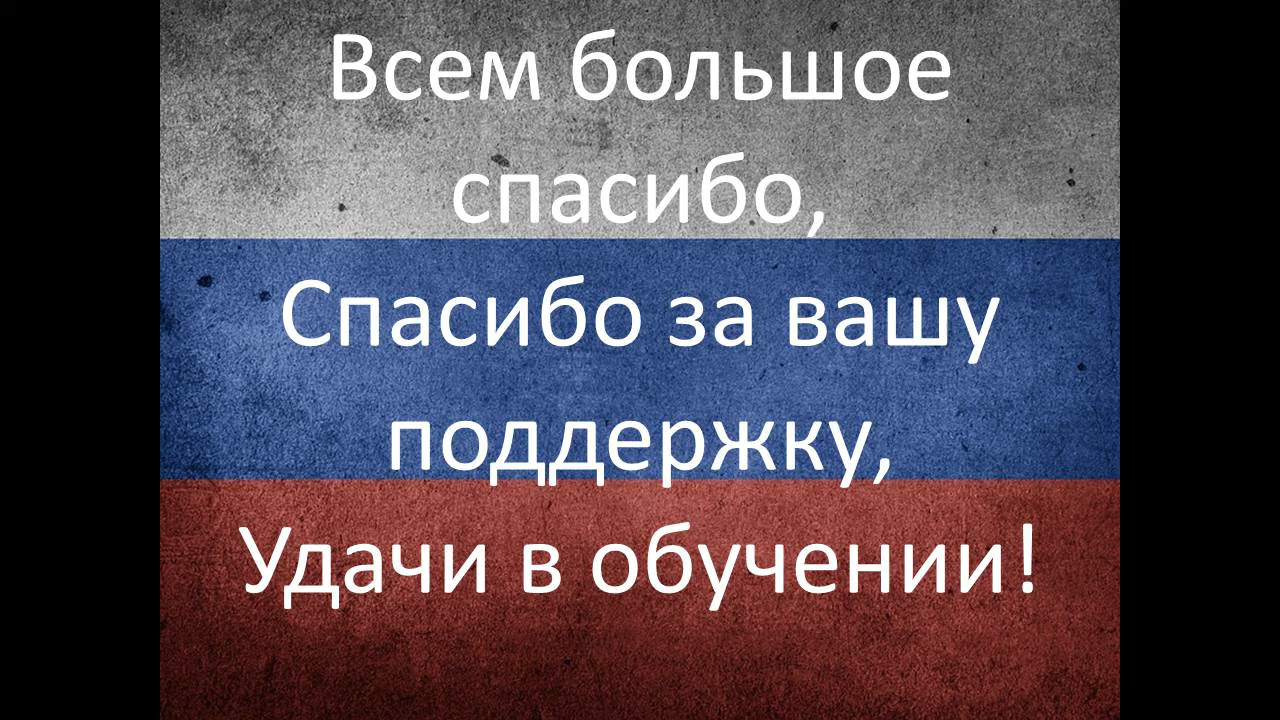 Всем большое
спасибо,
Спасибо за вашу
поддержку,
Удачи в обучении!